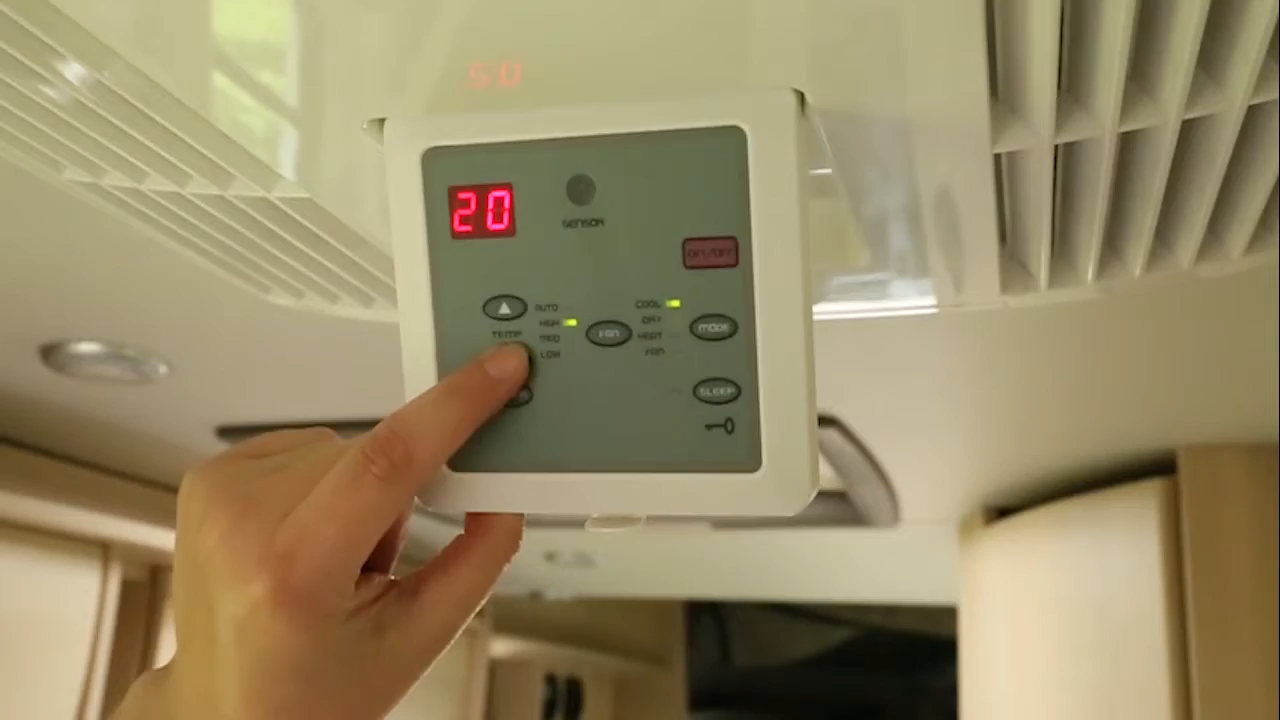 20
SENSOR
ON/OFF
AUTO
HIGH
TEMP
MED
LOW
FAN
COOL
DRY
HEAT
FAN
MODE
SLEEP